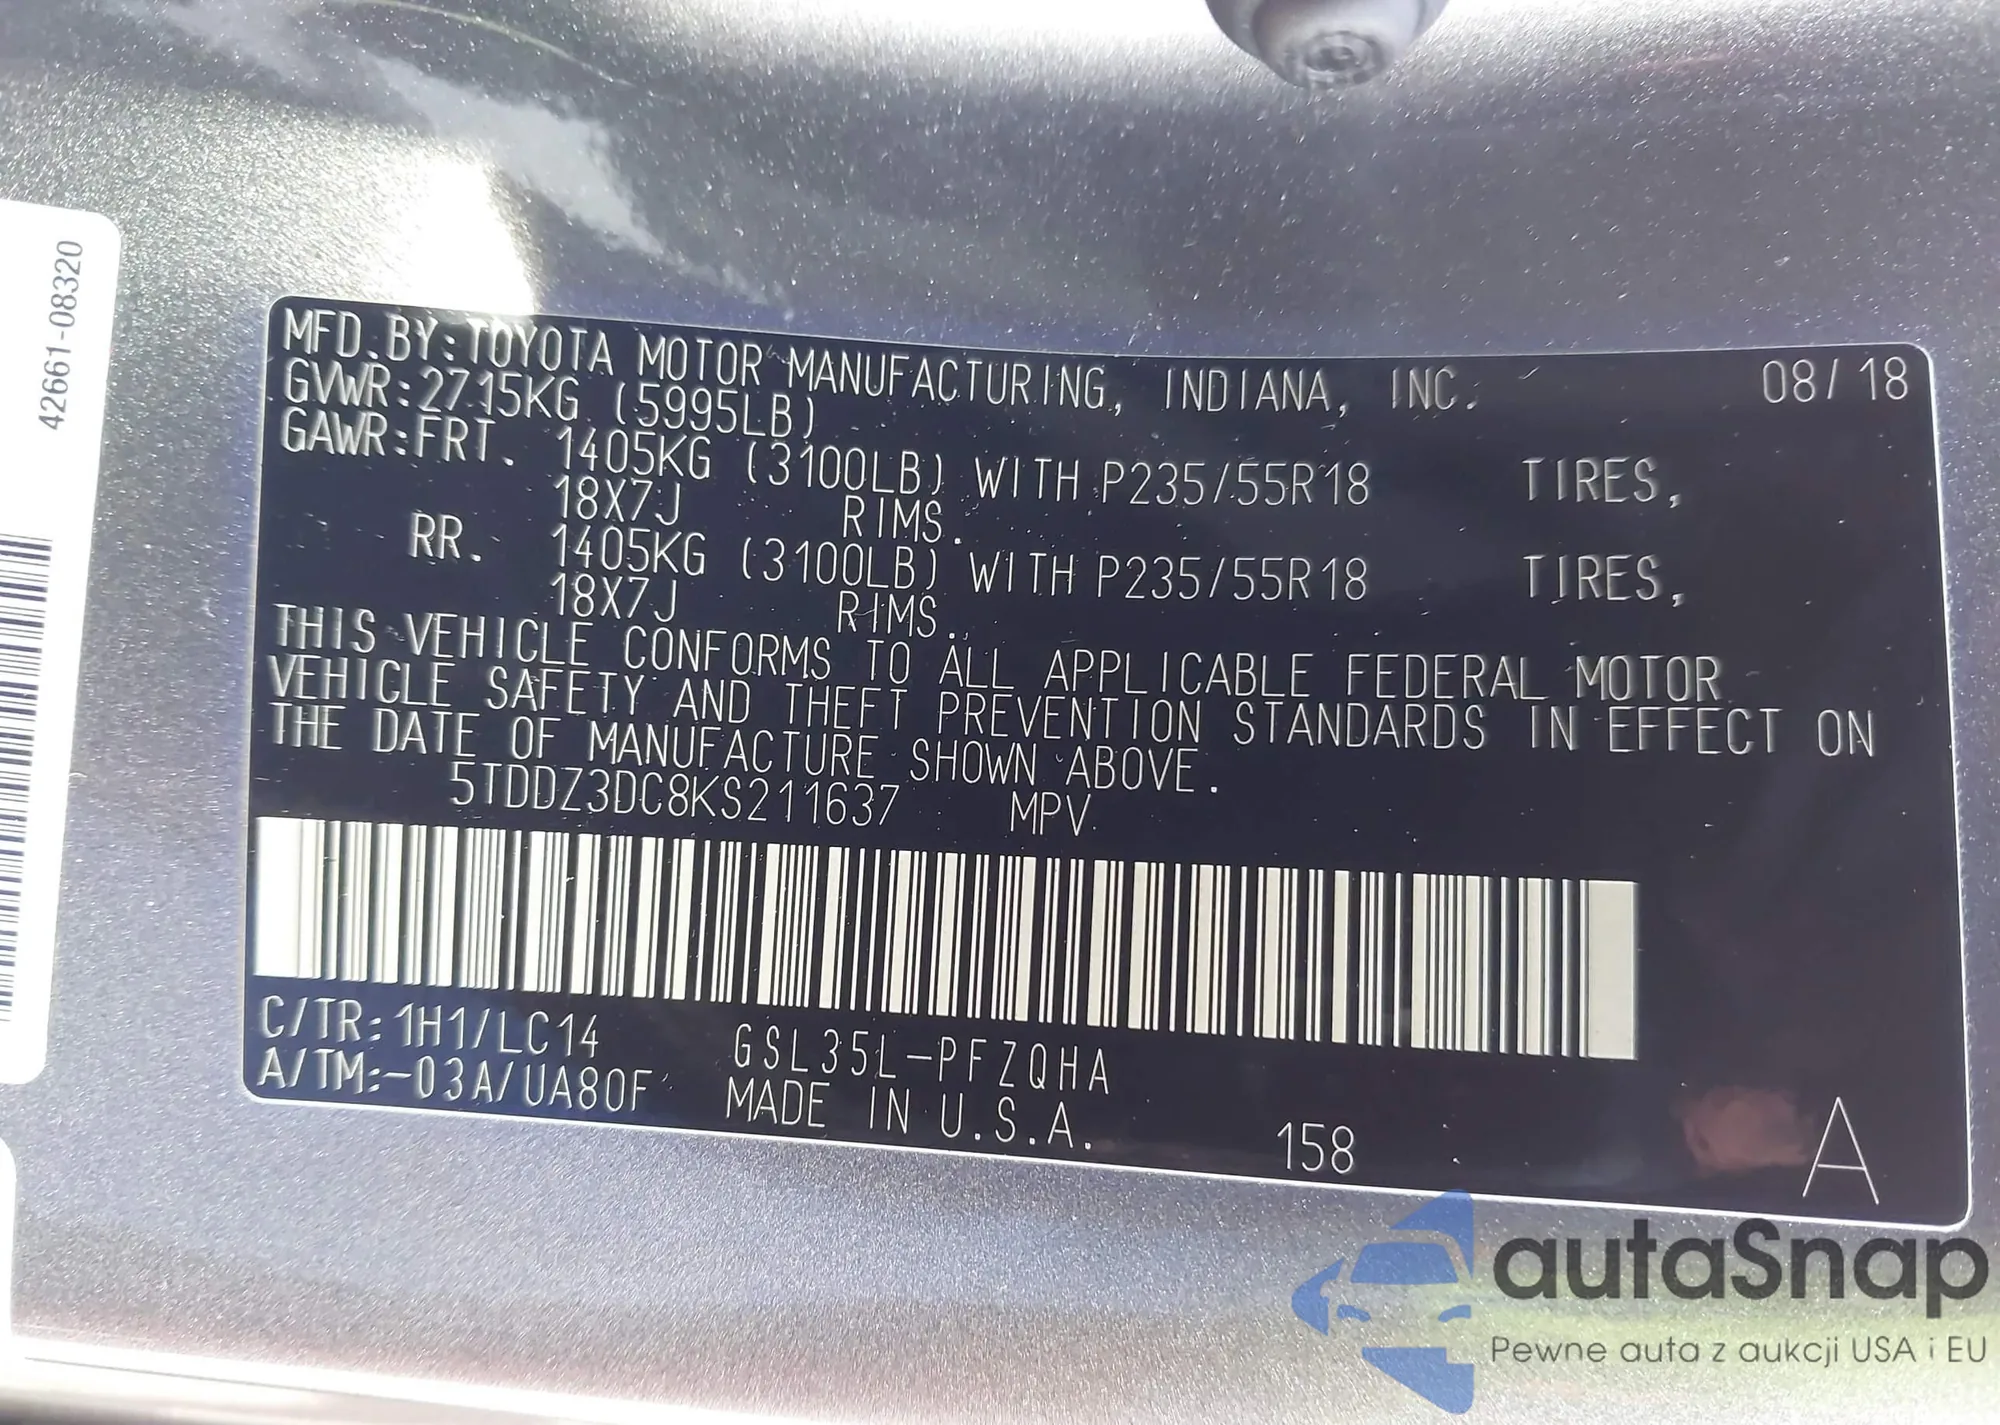 42661-08320
MFD.BY:TOYOTA MOTOR MANUFACTURING, INDIANA, INC. 08/18
GVWR:2715KG (5995LB)
GAWR:FRT. 1405KG (3100LB) WITH P235/55R18 TIRES,
18X7J RIMS.
RR. 1405KG (3100LB) WITH P235/55R18 TIRES,
18X7J RIMS.
THIS VEHICLE CONFORMS TO ALL APPLICABLE FEDERAL MOTOR
VEHICLE SAFETY AND THEFT PREVENTION STANDARDS IN EFFECT ON
THE DATE OF MANUFACTURE SHOWN ABOVE.
5TDDZ3DC8KS211637 MPV
C/TR:1H1/LC14 GSL35L-PFZQHA
A/TM:-03A/UA80F MADE IN U.S.A. 158 A
autaSnap
Pewne auta z aukcji USA i EU